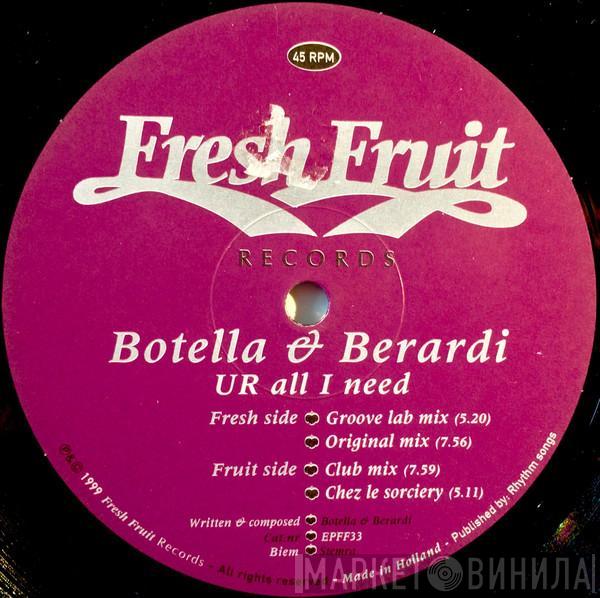 45 RPM
Fresh Fruit
RECORDS
Botella & Berardi
UR all I need
Fresh side Groove lab mix (5.20)
Original mix (7.56)
Fruit side Club mix (7.59)
Chez le sorciery (5.11)
Written & composed Botella & Berardi
Cat.nr EPFF33
Biem Stemra
℗&© 1999 Fresh Fruit Records - All rights reserved - Made in Holland - Published by: Rhythm songs
МАРКЕТ ВИНИЛА